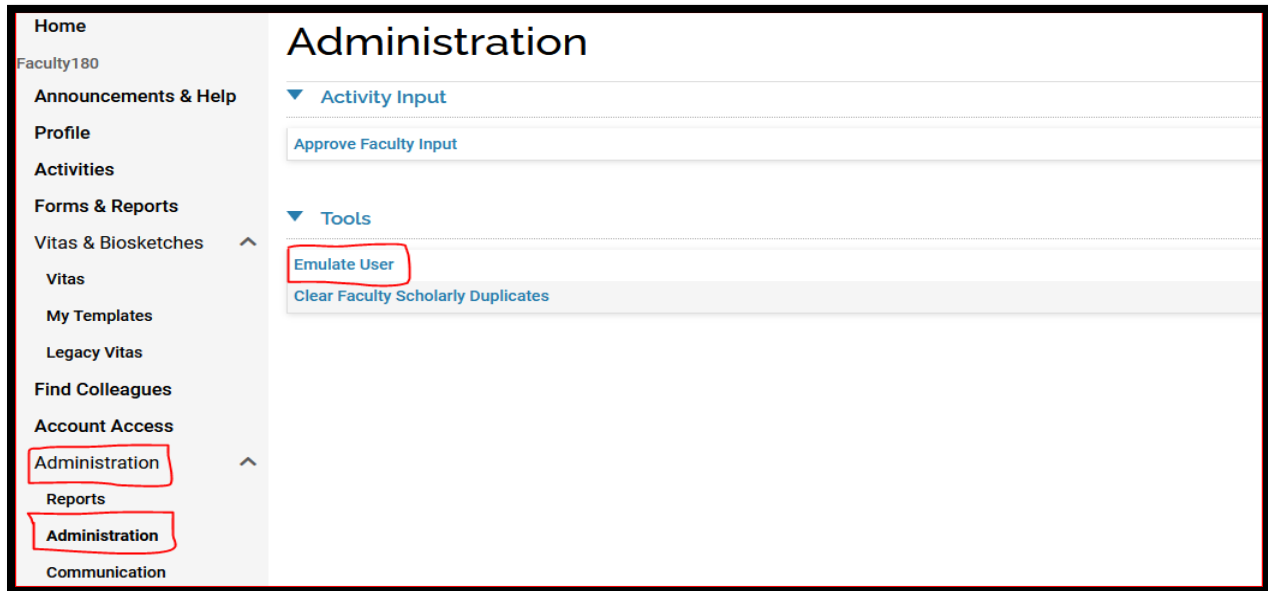 Home
Faculty180
Announcements & Help
Profile
Activities
Forms & Reports
Vitas & Biosketches
Vitas
My Templates
Legacy Vitas
Find Colleagues
Account Access
Administration
Reports
Administration
Communication
Administration
Activity Input
Approve Faculty Input
Tools
Emulate User
Clear Faculty Scholarly Duplicates